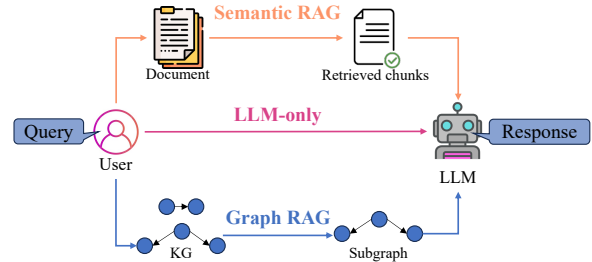 Semantic RAG
Document
Retrieved chunks
Query
LLM-only
Response
User
LLM
Graph RAG
KG
Subgraph